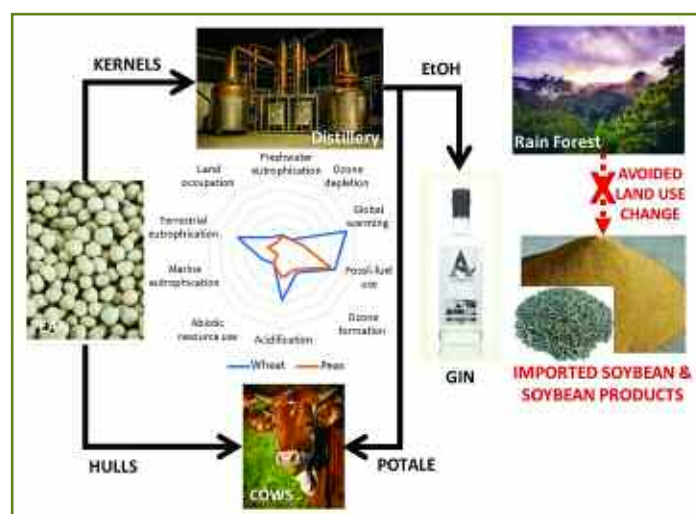 KERNELS
EtOH
Distillery
Rain Forest
Land
occupation
Freshwater
eutrophication
Ozone
depletion
AVOIDED
LAND USE
CHANGE
Terrestrial
eutrophication
Global
warming
Marine
eutrophication
Fossil-fuel
use
Abiotic
resource use
Ozone
formation
Acidification
Wheat
Peas
A
GIN
IMPORTED SOYBEAN &
SOYBEAN PRODUCTS
HULLS
COWS
POTALE